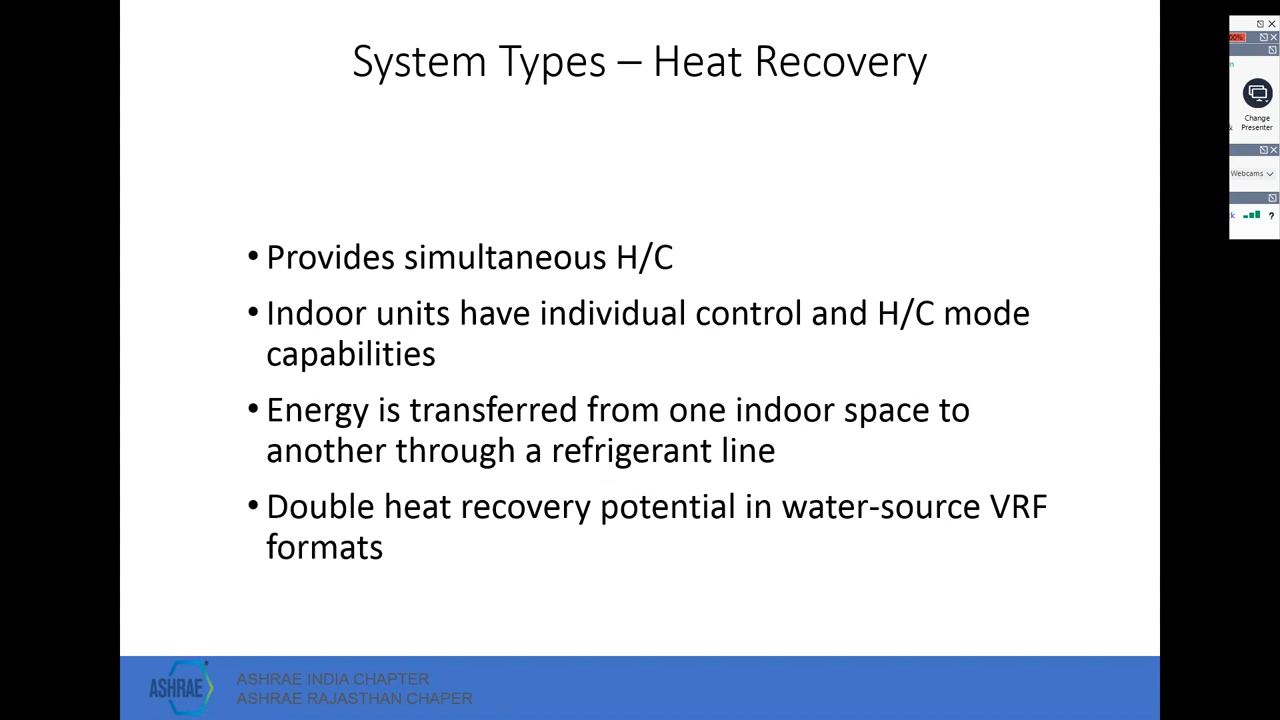 System Types – Heat Recovery
• Provides simultaneous H/C
• Indoor units have individual control and H/C mode
capabilities
• Energy is transferred from one indoor space to
another through a refrigerant line
• Double heat recovery potential in water-source VRF
formats
ASHRAE
ASHRAE INDIA CHAPTER
ASHRAE RAJASTHAN CHAPER
Change
Presenter
Webcams
?